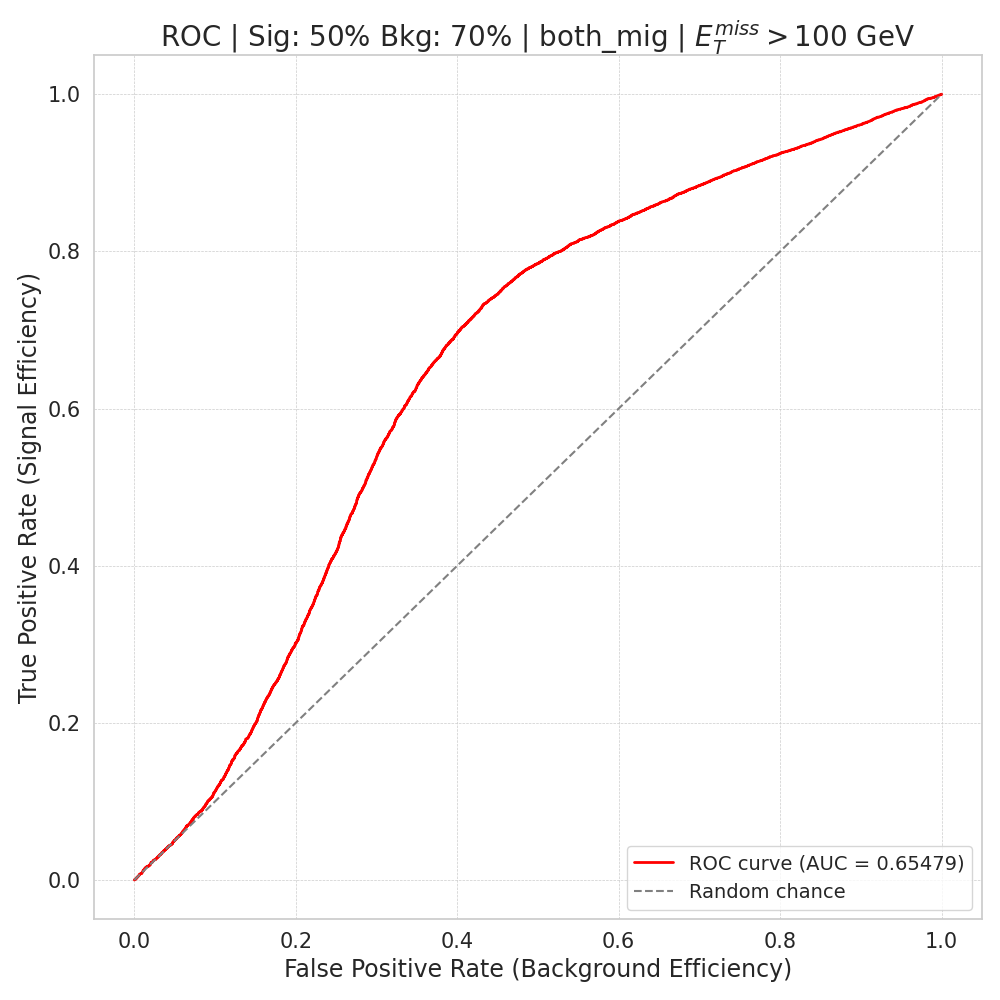 ROC | Sig: 50% Bkg: 70% | both_mig | $E_T^{miss} > 100$ GeV
1.0
0.8
0.6
0.4
0.2
0.0
True Positive Rate (Signal Efficiency)
ROC curve (AUC = 0.65479)
Random chance
0.0 0.2 0.4 0.6 0.8 1.0
False Positive Rate (Background Efficiency)